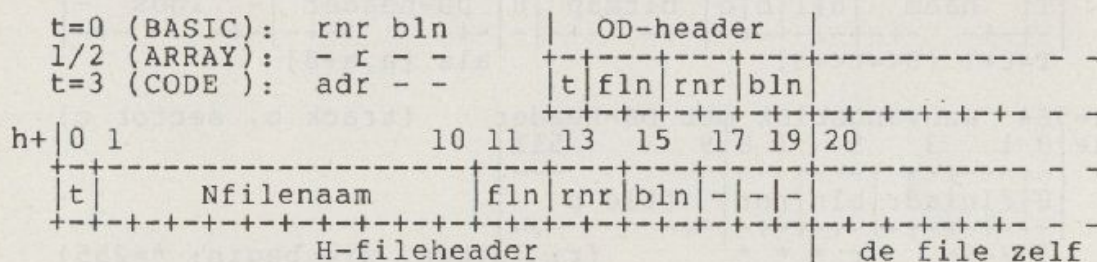 t=0 (BASIC): rnr bln | OD-header |
1/2 (ARRAY): - r - +-+---+---+---+- - - - - - - - - -
t=3 (CODE ): adr - - |t|fln|rnr|bln|
+-+-+-+-+-+-+-+-+-+-+-+-+- - -
h+|0 1 10 11 13 15 17 19|20
+-+-------------------+---+---+---+-+-+-+- - - - - - - - - -
|t| Nfilenaam |fln|rnr|bln|-|-|-|
+-+-+-+-+-+-+-+-+-+-+-+-+-+-+-+-+-+-+-+-+-+-+-+-+-+- - -
H-fileheader | de file zelf